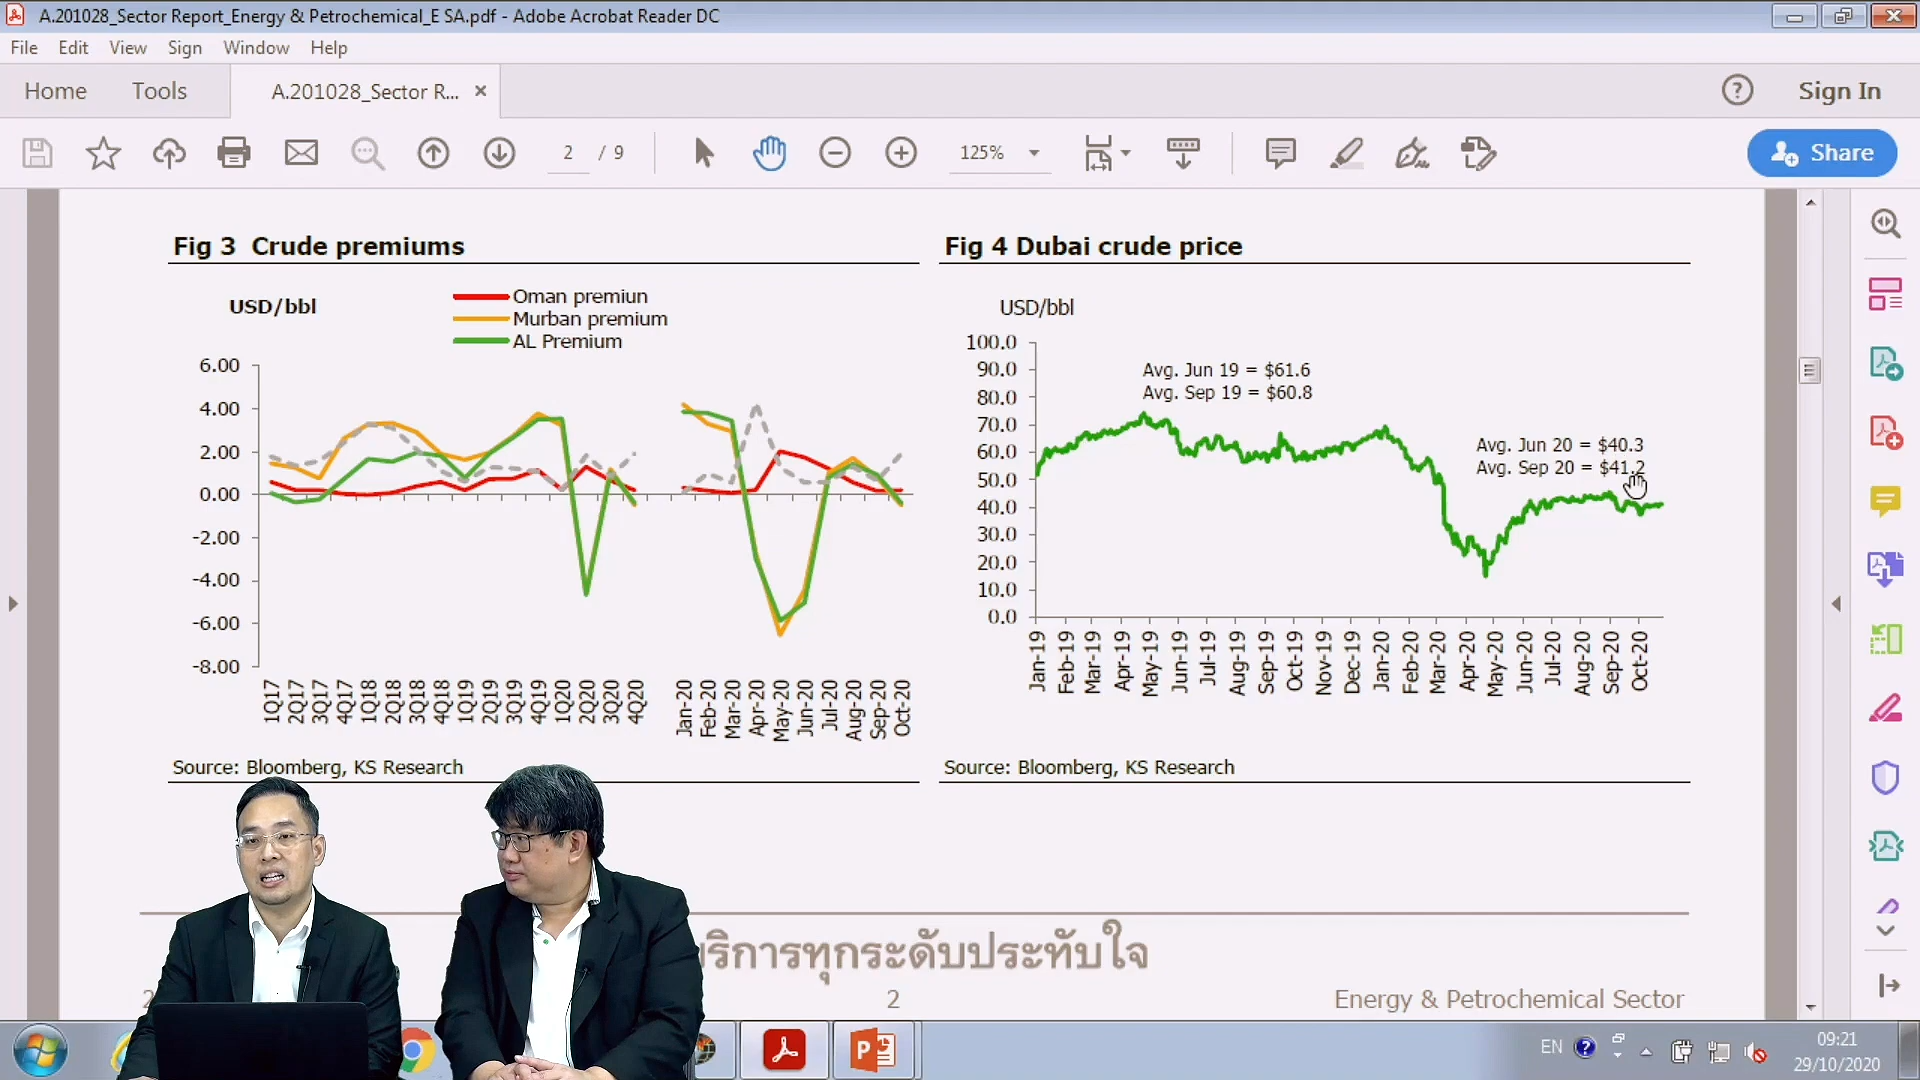 A.201028_Sector Report_Energy & Petrochemical_E SA.pdf - Adobe Acrobat Reader DC
File Edit View Sign Window Help
Home Tools A.201028_Sector R... Sign In
2 / 9 125% Share
Fig 3 Crude premiums
USD/bbl
Oman premiun
Murban premium
AL Premium
6.00
4.00
2.00
0.00
-2.00
-4.00
-6.00
-8.00
1Q17 2Q17 3Q17 4Q17 1Q18 2Q18 3Q18 4Q18 1Q19 2Q19 3Q19 4Q19 1Q20 2Q20 3Q20 4Q20
Jan-20 Feb-20 Mar-20 Apr-20 May-20 Jun-20 Jul-20 Aug-20 Sep-20 Oct-20
Source: Bloomberg, KS Research
Fig 4 Dubai crude price
USD/bbl
100.0
90.0
80.0
70.0
60.0
50.0
40.0
30.0
20.0
10.0
0.0
Avg. Jun 19 = $61.6
Avg. Sep 19 = $60.8
Avg. Jun 20 = $40.3
Avg. Sep 20 = $41.2
Jan-19 Feb-19 Mar-19 Apr-19 May-19 Jun-19 Jul-19 Aug-19 Sep-19 Oct-19 Nov-19 Dec-19 Jan-20 Feb-20 Mar-20 Apr-20 May-20 Jun-20 Jul-20 Aug-20 Sep-20 Oct-20
Source: Bloomberg, KS Research
บริการทุกระดับประทับใจ
2 Energy & Petrochemical Sector
EN 09:21
29/10/2020